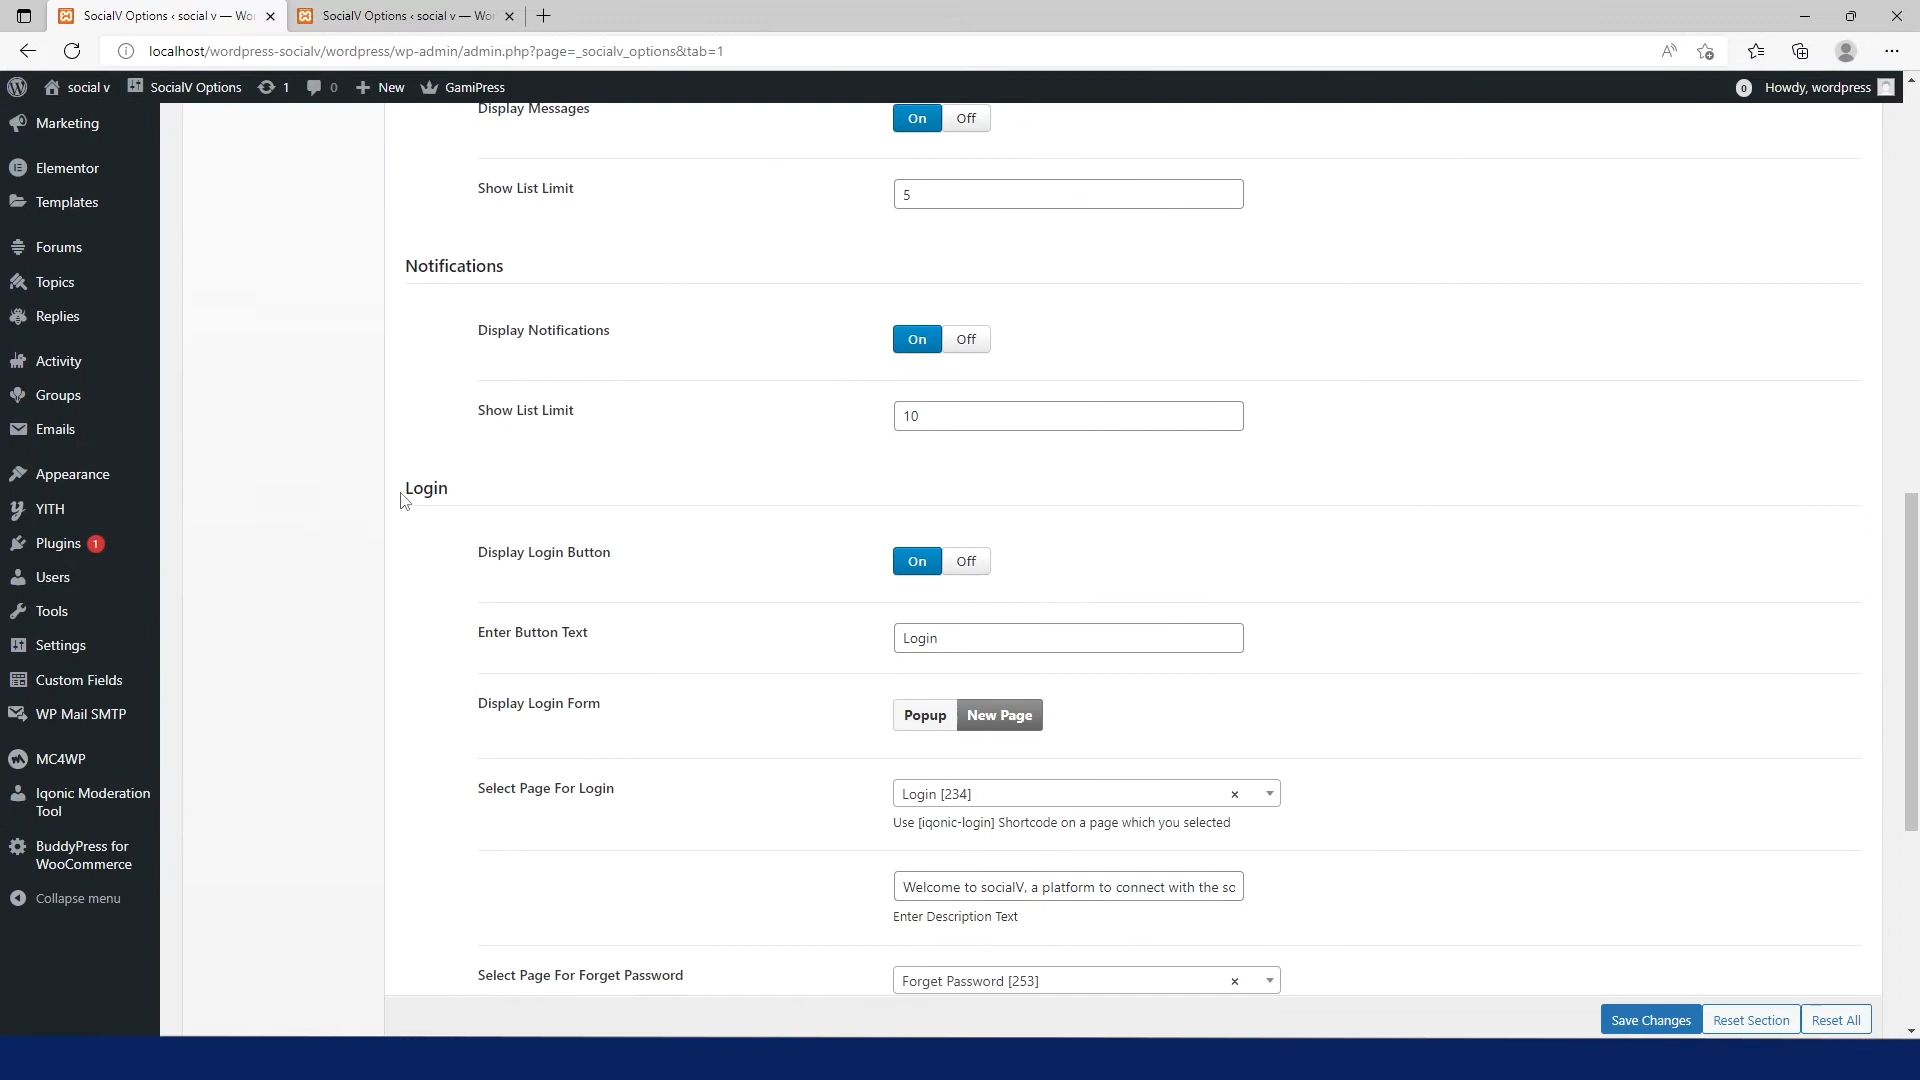 SocialV Options ‹ social v — Wo
SocialV Options ‹ social v — Wo
localhost/wordpress-socialv/wordpress/wp-admin/admin.php?page=_socialv_options&tab=1
social v
SocialV Options
1
0
New
GamiPress
0
Howdy, wordpress
Marketing
Elementor
Templates
Forums
Topics
Replies
Activity
Groups
Emails
Appearance
YITH
Plugins 1
Users
Tools
Settings
Custom Fields
WP Mail SMTP
MC4WP
Iqonic Moderation
Tool
BuddyPress for
WooCommerce
Collapse menu
Display Messages
On Off
Show List Limit
5
Notifications
Display Notifications
On Off
Show List Limit
10
Login
Display Login Button
On Off
Enter Button Text
Login
Display Login Form
Popup New Page
Select Page For Login
Login [234]
Use [iqonic-login] Shortcode on a page which you selected
Welcome to socialV, a platform to connect with the sc
Enter Description Text
Select Page For Forget Password
Forget Password [253]
Save Changes
Reset Section
Reset All